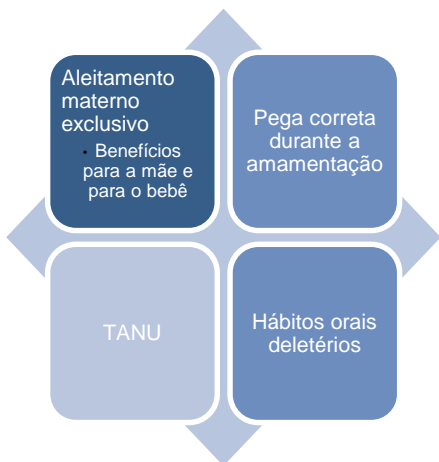 Aleitamento
materno
exclusivo
• Benefícios
para a mãe e
para o bebê
Pega correta
durante a
amamentação
TANU
Hábitos orais
deletérios